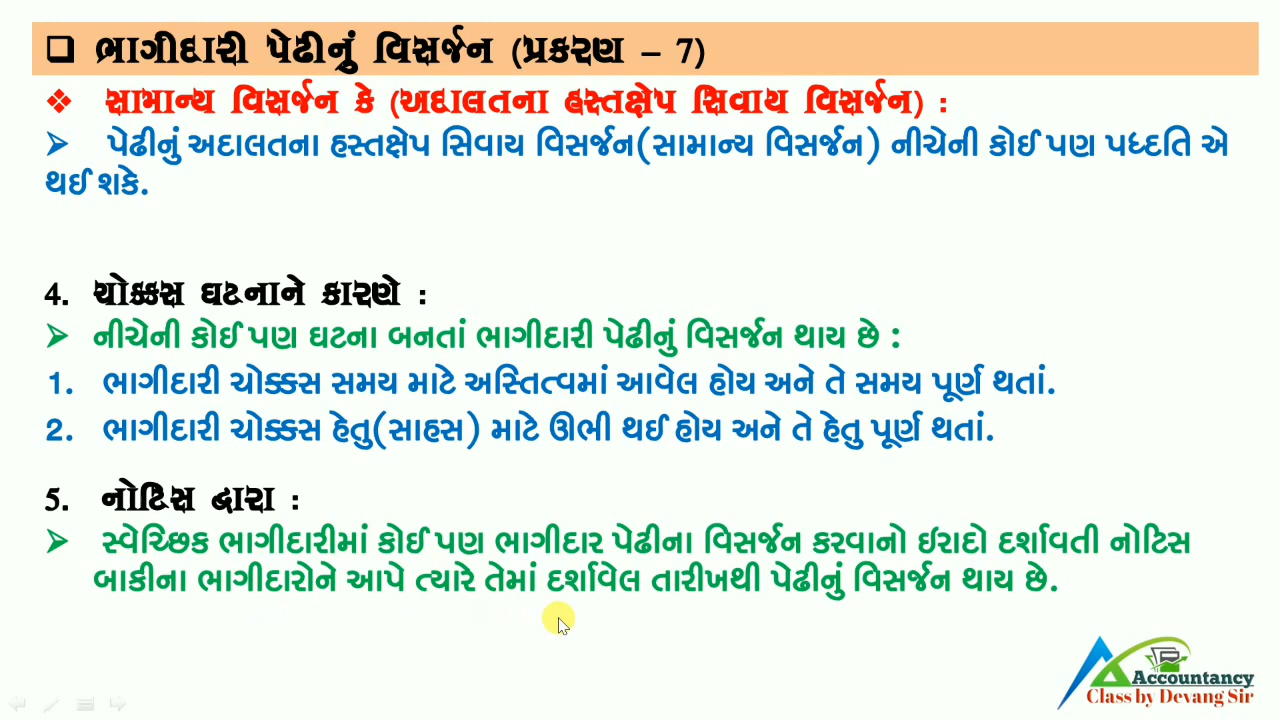 ❑ ભાગીદારી પેઢીનું વિસર્જન (પ્રકરણ – 7)
❖ સામાન્ય વિસર્જન કે (અદાલતના હસ્તક્ષેપ સિવાય વિસર્જન) :
➢ પેઢીનું અદાલતના હસ્તક્ષેપ સિવાય વિસર્જન(સામાન્ય વિસર્જન) નીચેની કોઈ પણ પધ્દતિ એ
થઈ શકે.
4. ચોક્કસ ઘટનાને કારણે :
➢ નીચેની કોઈ પણ ઘટના બનતાં ભાગીદારી પેઢીનું વિસર્જન થાય છે :
1. ભાગીદારી ચોક્કસ સમય માટે અસ્તિત્વમાં આવેલ હોય અને તે સમય પૂર્ણ થતાં.
2. ભાગીદારી ચોક્કસ હેતુ(સાહસ) માટે ઊભી થઈ હોય અને તે હેતુ પૂર્ણ થતાં.
5. નોટિસ દ્વારા :
➢ સ્વેચ્છિક ભાગીદારીમાં કોઈ પણ ભાગીદાર પેઢીના વિસર્જન કરવાનો ઇરાદો દર્શાવતી નોટિસ
બાકીના ભાગીદારોને આપે ત્યારે તેમાં દર્શાવેલ તારીખથી પેઢીનું વિસર્જન થાય છે.
Accountancy
Class by Devang Sir